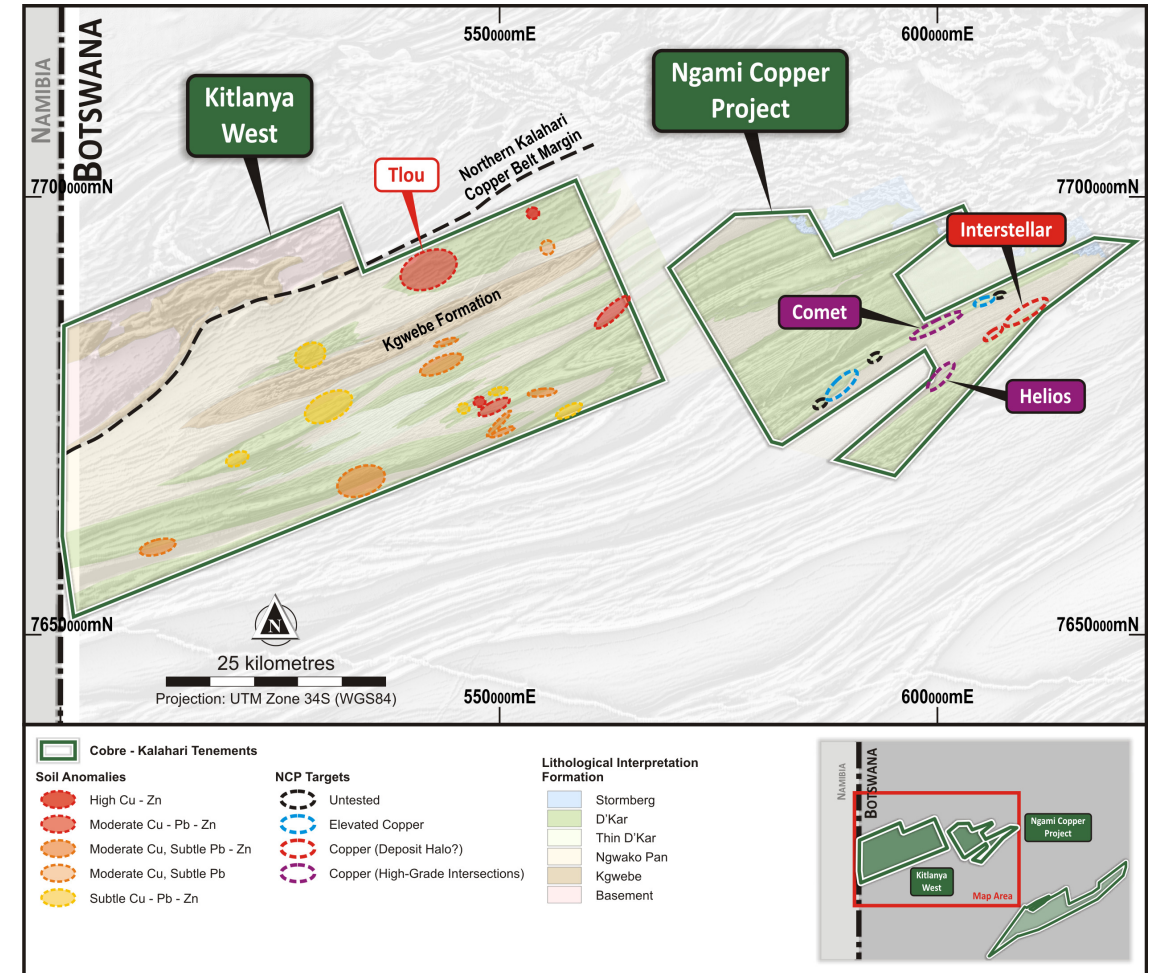 550000mE
600000mE
NAMIBIA
BOTSWANA
Kitlanya
West
Ngami Copper
Project
Northern Kalahari
Copper Belt Margin
Tlou
7700000mN
7700000mN
Interstellar
Comet
Kgwebe Formation
Helios
7650000mN
7650000mN
N
25 kilometres
Projection: UTM Zone 34S (WGS84)
550000mE
600000mE
Cobre - Kalahari Tenements
Soil Anomalies
High Cu - Zn
Moderate Cu - Pb - Zn
Moderate Cu, Subtle Pb - Zn
Moderate Cu, Subtle Pb
Subtle Cu - Pb - Zn
NCP Targets
Untested
Elevated Copper
Copper (Deposit Halo?)
Copper (High-Grade Intersections)
Lithological Interpretation
Formation
Stormberg
D'Kar
Thin D'Kar
Ngwako Pan
Kgwebe
Basement
NAMIBIA
BOTSWANA
Ngami Copper
Project
Kitlanya
West
Map Area